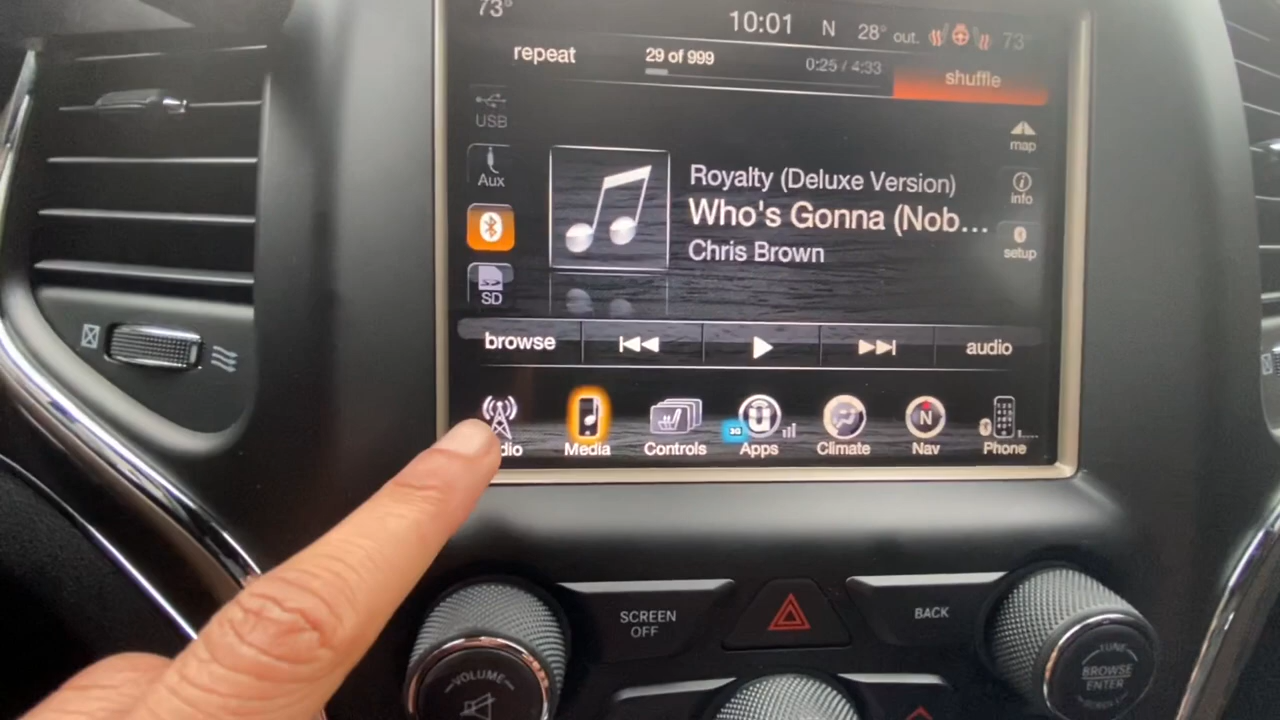 73°
10:01 N 28° out. 73°
repeat 29 of 999 0:25 / 4:33 shuffle
USB
Aux
SD
Royalty (Deluxe Version)
Who's Gonna (Nob...
Chris Brown
map
i
info
setup
browse audio
dio Media Controls 3G u Apps Climate N Nav Phone
SCREEN
OFF
BACK
VOLUME
TUNE
BROWSE
ENTER